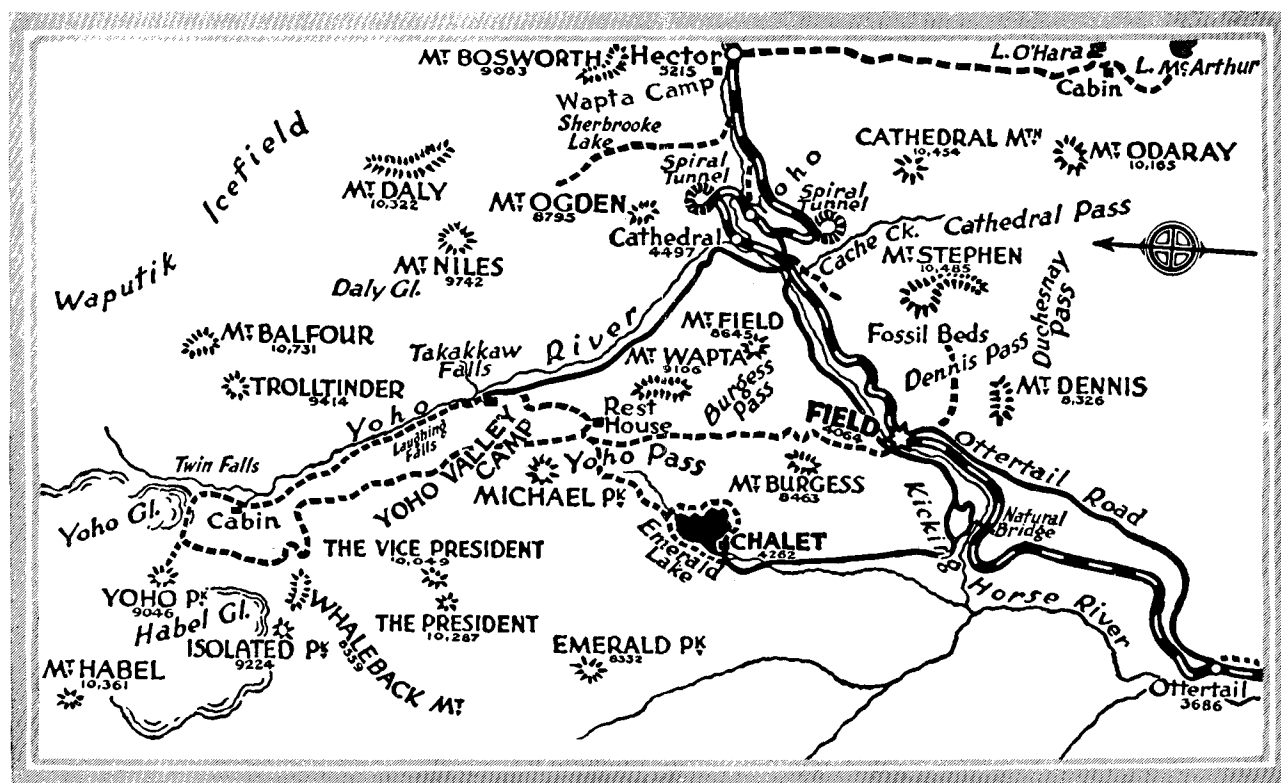 MT BOSWORTH
9083
Hector
5215
L. O'Hara
L. McArthur
Cabin
Wapta Camp
Sherbrooke
Lake
Waputik Icefield
MT DALY
10,322
MT OGDEN
8795
Spiral
Tunnel
Yoho
Spiral
Tunnel
CATHEDRAL MTN
10,454
MT ODARAY
10,165
Cathedral
4497
Cache Ck.
Cathedral Pass
MT STEPHEN
10,485
Duchesnay
Pass
MT NILES
9742
Daly Gl.
MT BALFOUR
10,731
Takakkaw
Falls
MT FIELD
8645
Fossil Beds
Dennis Pass
MT WAPTA
9106
Burgess
Pass
TROLLTINDER
9414
MT DENNIS
8,326
Yoho River
Laughing
Falls
YOHO VALLEY
CAMP
Rest
House
FIELD
4064
Ottertail Road
Twin Falls
Yoho Gl.
Cabin
Yoho Pass
MICHAEL PK
MT BURGESS
8463
Emerald
Lake
CHALET
4262
Kicking Horse River
Natural
Bridge
THE VICE PRESIDENT
10,049
YOHO PK
9046
Habel Gl.
ISOLATED PK
9224
WHALEBACK MT
8359
THE PRESIDENT
10,287
EMERALD PK
8332
MT HABEL
10,361
Ottertail
3686